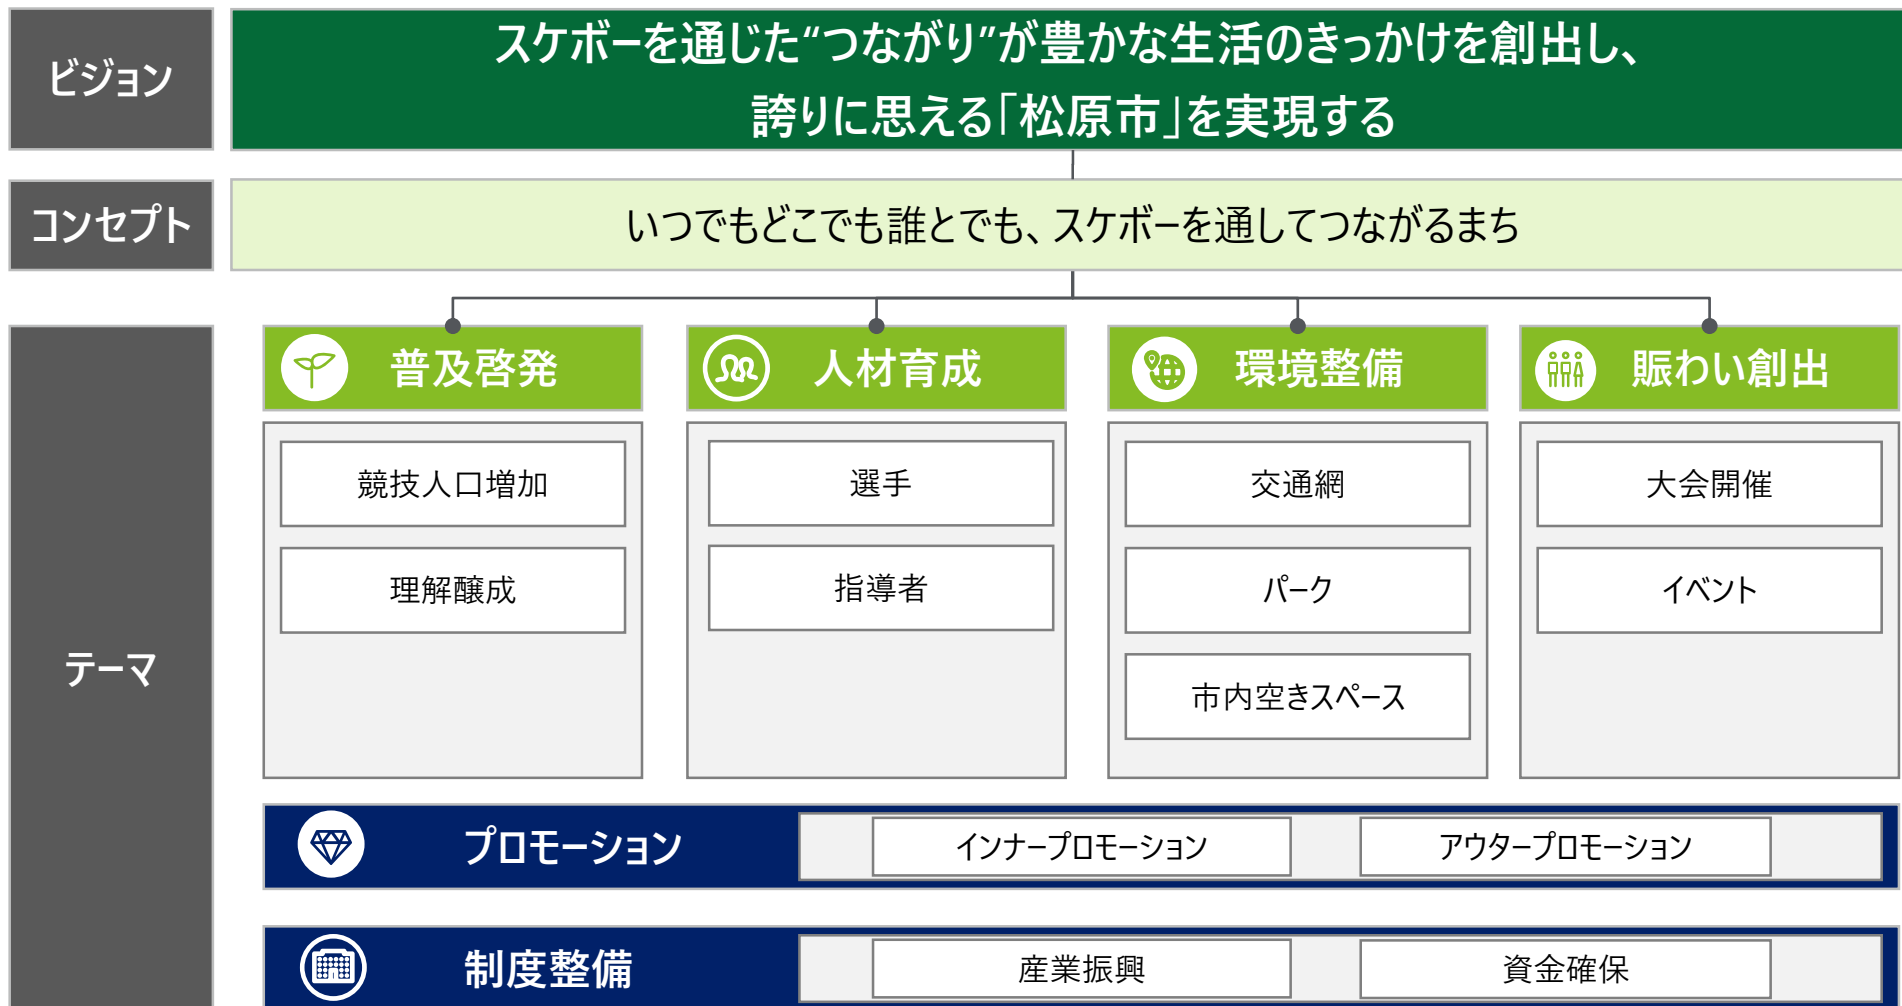 ビジョン
スケボーを通じた“つながり”が豊かな生活のきっかけを創出し、
誇りに思える「松原市」を実現する
コンセプト
いつでもどこでも誰とでも、スケボーを通してつながるまち
テーマ
普及啓発
競技人口増加
理解醸成
人材育成
選手
指導者
環境整備
交通網
パーク
市内空きスペース
賑わい創出
大会開催
イベント
プロモーション
インナープロモーション
アウタープロモーション
制度整備
産業振興
資金確保